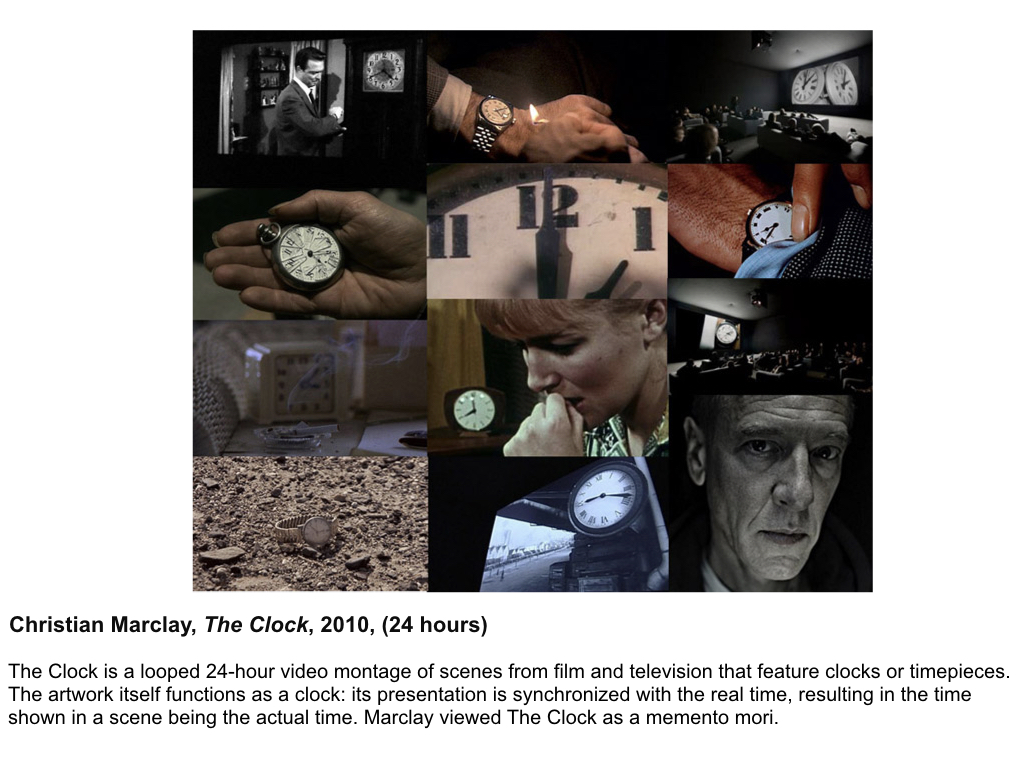 11 12 1
Christian Marclay, The Clock, 2010, (24 hours)
The Clock is a looped 24-hour video montage of scenes from film and television that feature clocks or timepieces.
The artwork itself functions as a clock: its presentation is synchronized with the real time, resulting in the time
shown in a scene being the actual time. Marclay viewed The Clock as a memento mori.